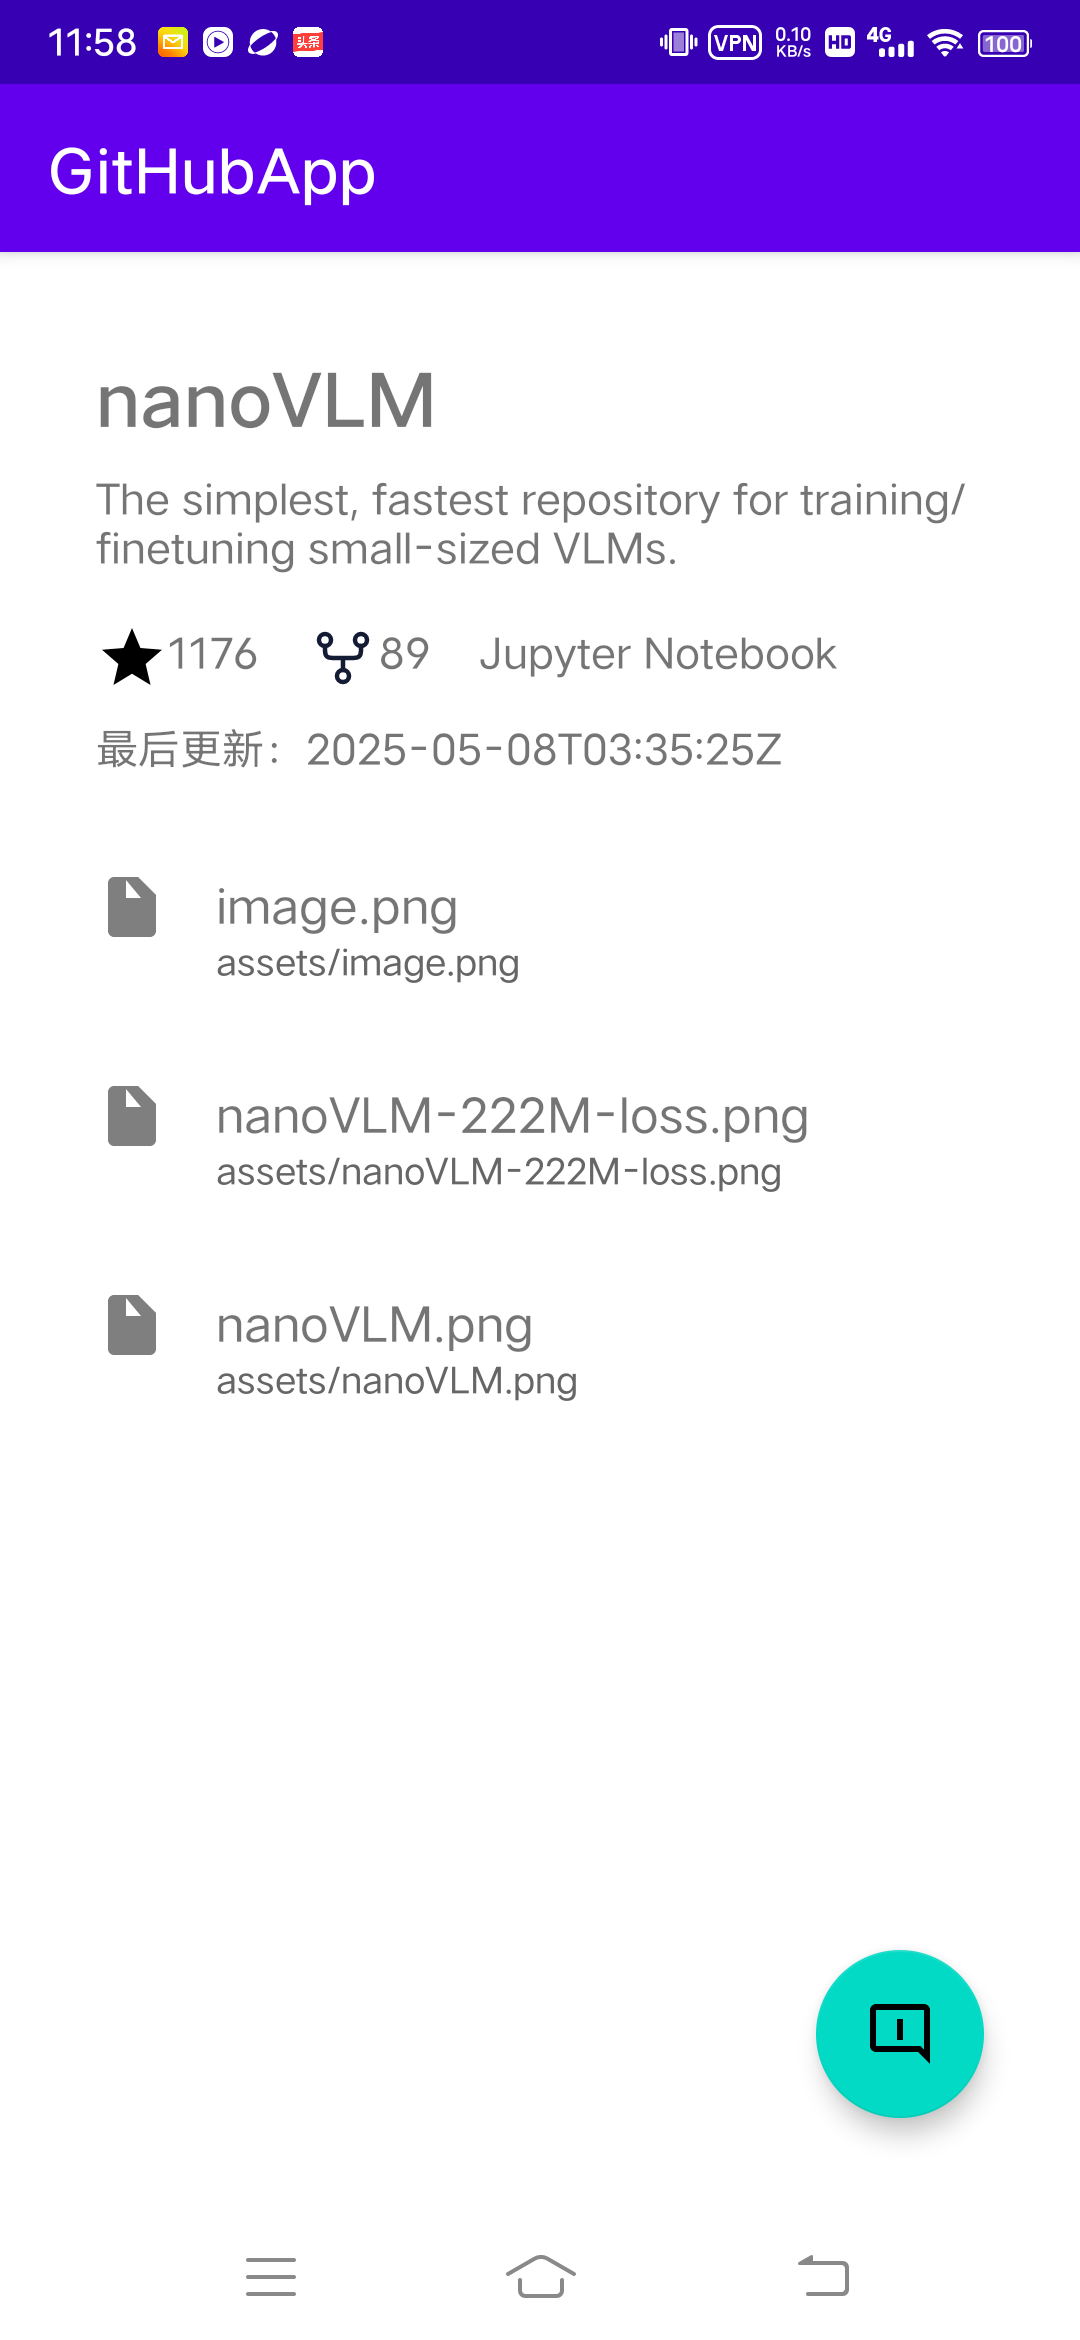 11:58 头条 VPN 0.10 KB/s HD 4G 100
GitHubApp
nanoVLM
The simplest, fastest repository for training/
finetuning small-sized VLMs.
1176 89 Jupyter Notebook
最后更新：2025-05-08T03:35:25Z
image.png
assets/image.png
nanoVLM-222M-loss.png
assets/nanoVLM-222M-loss.png
nanoVLM.png
assets/nanoVLM.png